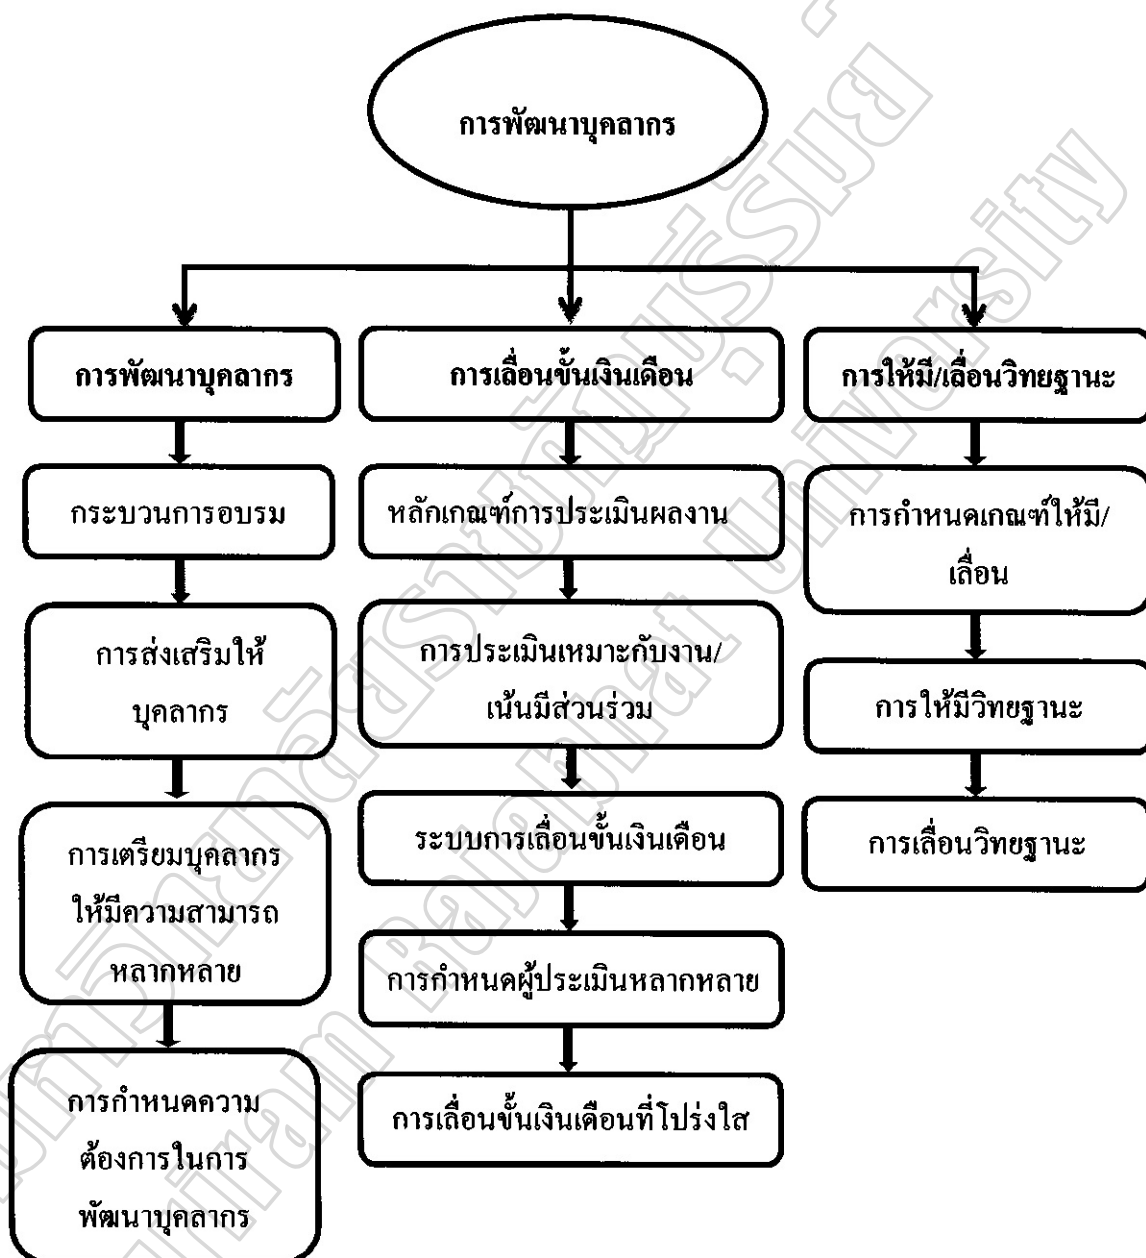 การพัฒนาบุคลากร
การพัฒนาบุคลากร
กระบวนการอบรม
การส่งเสริมให้
บุคลากร
การเตรียมบุคลากร
ให้มีความสามารถ
หลากหลาย
การกำหนดความ
ต้องการในการ
พัฒนาบุคลากร
การเลื่อนขั้นเงินเดือน
หลักเกณฑ์การประเมินผลงาน
การประเมินเหมาะกับงาน/
เน้นมีส่วนร่วม
ระบบการเลื่อนขั้นเงินเดือน
การกำหนดผู้ประเมินหลากหลาย
การเลื่อนขั้นเงินเดือนที่โปร่งใส
การให้มี/เลื่อนวิทยฐานะ
การกำหนดเกณฑ์ให้มี/
เลื่อน
การให้มีวิทยฐานะ
การเลื่อนวิทยฐานะ
Rajabhat University